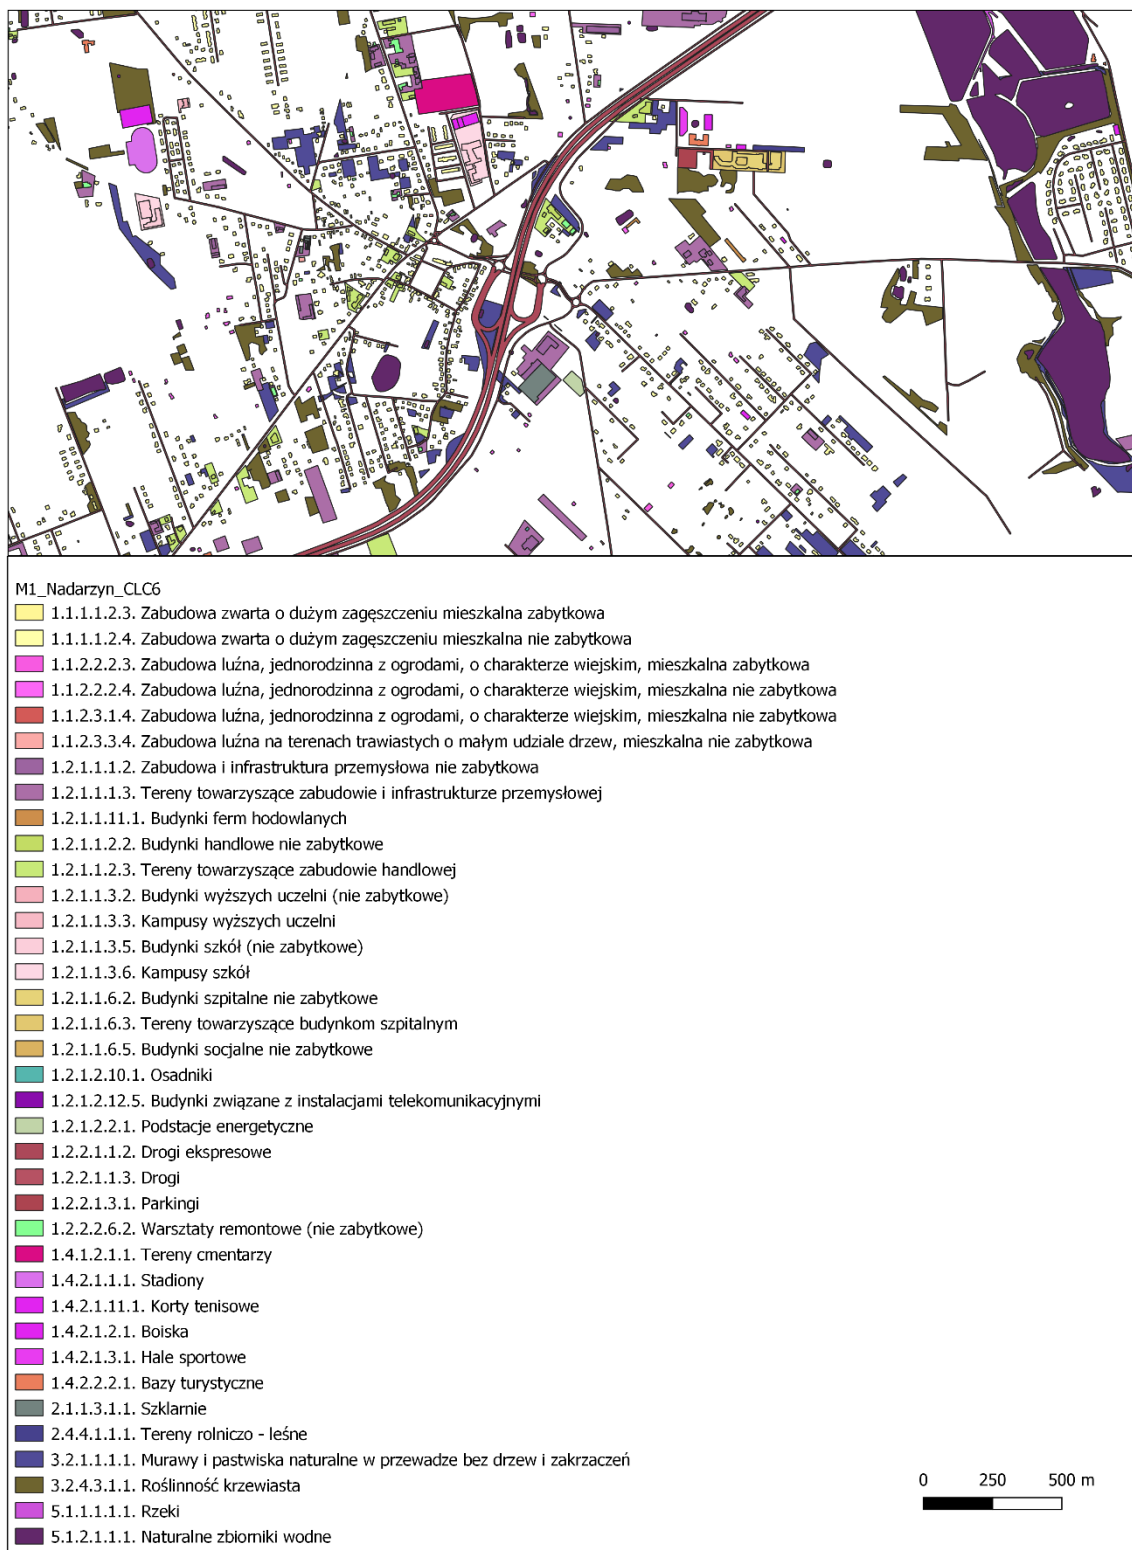 M1_Nadarzyn_CLC6
1.1.1.1.2.3. Zabudowa zwarta o dużym zagęszczeniu mieszkalna zabytkowa
1.1.1.1.2.4. Zabudowa zwarta o dużym zagęszczeniu mieszkalna nie zabytkowa
1.1.2.2.2.3. Zabudowa luźna, jednorodzinna z ogrodami, o charakterze wiejskim, mieszkalna zabytkowa
1.1.2.2.2.4. Zabudowa luźna, jednorodzinna z ogrodami, o charakterze wiejskim, mieszkalna nie zabytkowa
1.1.2.3.1.4. Zabudowa luźna, jednorodzinna z ogrodami, o charakterze wiejskim, mieszkalna nie zabytkowa
1.1.2.3.3.4. Zabudowa luźna na terenach trawiastych o małym udziale drzew, mieszkalna nie zabytkowa
1.2.1.1.1.2. Zabudowa i infrastruktura przemysłowa nie zabytkowa
1.2.1.1.1.3. Tereny towarzyszące zabudowie i infrastrukturze przemysłowej
1.2.1.1.11.1. Budynki ferm hodowlanych
1.2.1.1.2.2. Budynki handlowe nie zabytkowe
1.2.1.1.2.3. Tereny towarzyszące zabudowie handlowej
1.2.1.1.3.2. Budynki wyższych uczelni (nie zabytkowe)
1.2.1.1.3.3. Kampusy wyższych uczelni
1.2.1.1.3.5. Budynki szkół (nie zabytkowe)
1.2.1.1.3.6. Kampusy szkół
1.2.1.1.6.2. Budynki szpitalne nie zabytkowe
1.2.1.1.6.3. Tereny towarzyszące budynkom szpitalnym
1.2.1.1.6.5. Budynki socjalne nie zabytkowe
1.2.1.2.10.1. Osadniki
1.2.1.2.12.5. Budynki związane z instalacjami telekomunikacyjnymi
1.2.1.2.2.1. Podstacje energetyczne
1.2.2.1.1.2. Drogi ekspresowe
1.2.2.1.1.3. Drogi
1.2.2.1.3.1. Parkingi
1.2.2.2.6.2. Warsztaty remontowe (nie zabytkowe)
1.4.1.2.1.1. Tereny cmentarzy
1.4.2.1.1.1. Stadiony
1.4.2.1.11.1. Korty tenisowe
1.4.2.1.2.1. Boiska
1.4.2.1.3.1. Hale sportowe
1.4.2.2.2.1. Bazy turystyczne
2.1.1.3.1.1. Szklarnie
2.4.4.1.1.1. Tereny rolniczo - leśne
3.2.1.1.1.1. Murawy i pastwiska naturalne w przewadze bez drzew i zakrzaczeń
3.2.4.3.1.1. Roślinność krzewiasta
5.1.1.1.1.1. Rzeki
5.1.2.1.1.1. Naturalne zbiorniki wodne
0 250 500 m